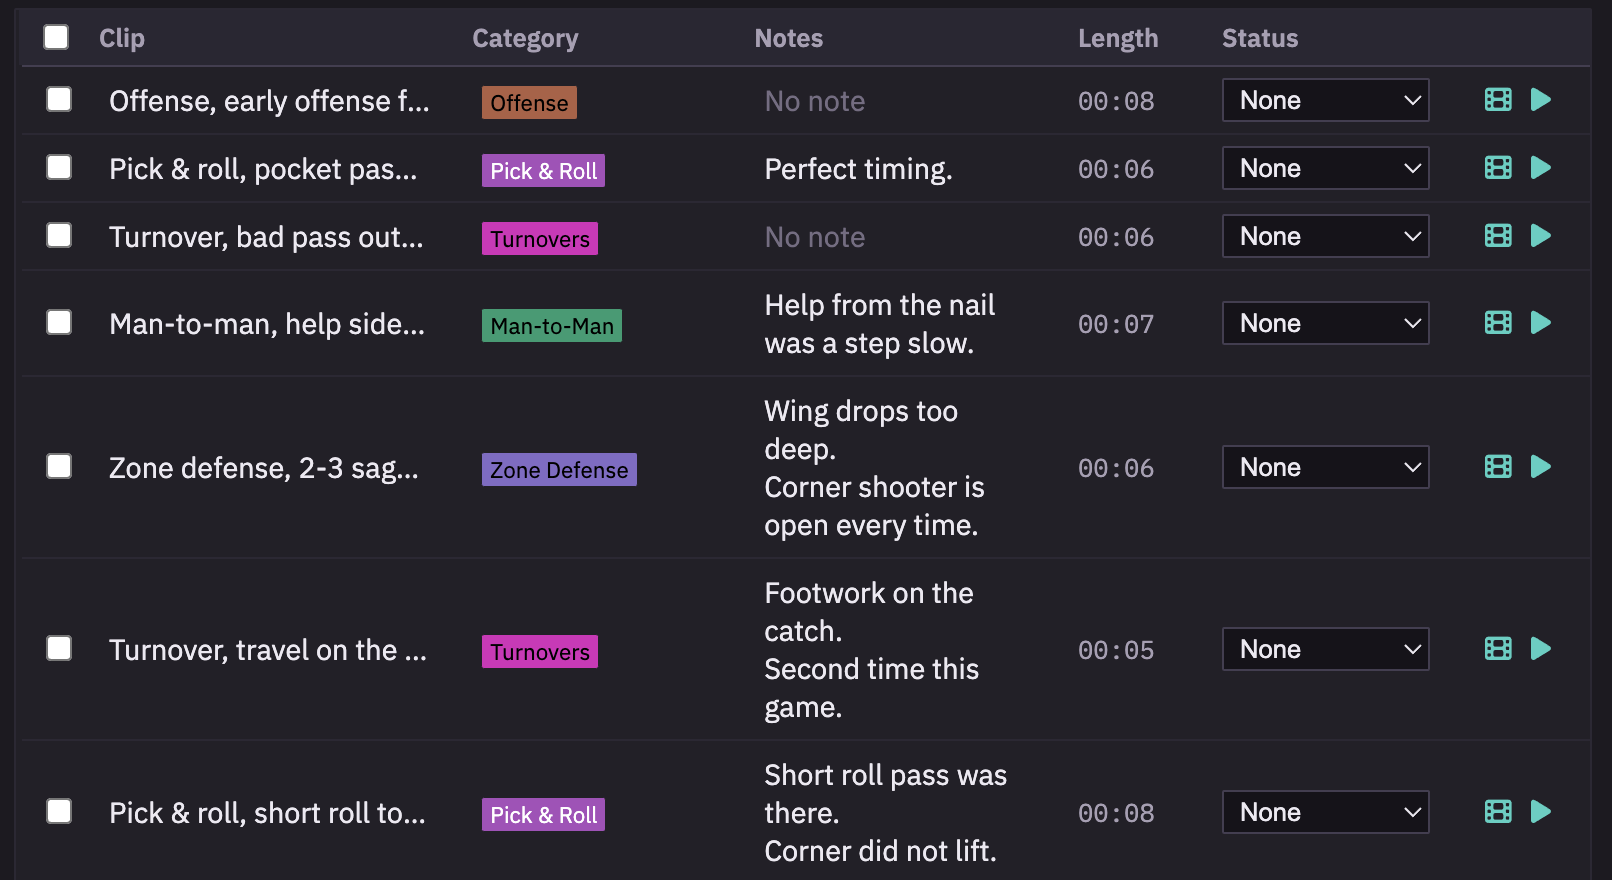 Clip Category Notes Length Status
Offense, early offense f... Offense No note 00:08 None
Pick & roll, pocket pas... Pick & Roll Perfect timing. 00:06 None
Turnover, bad pass out... Turnovers No note 00:06 None
Man-to-man, help side... Man-to-Man Help from the nail
was a step slow. 00:07 None
Zone defense, 2-3 sag... Zone Defense Wing drops too
deep.
Corner shooter is
open every time. 00:06 None
Turnover, travel on the ... Turnovers Footwork on the
catch.
Second time this
game. 00:05 None
Pick & roll, short roll to... Pick & Roll Short roll pass was
there.
Corner did not lift. 00:08 None